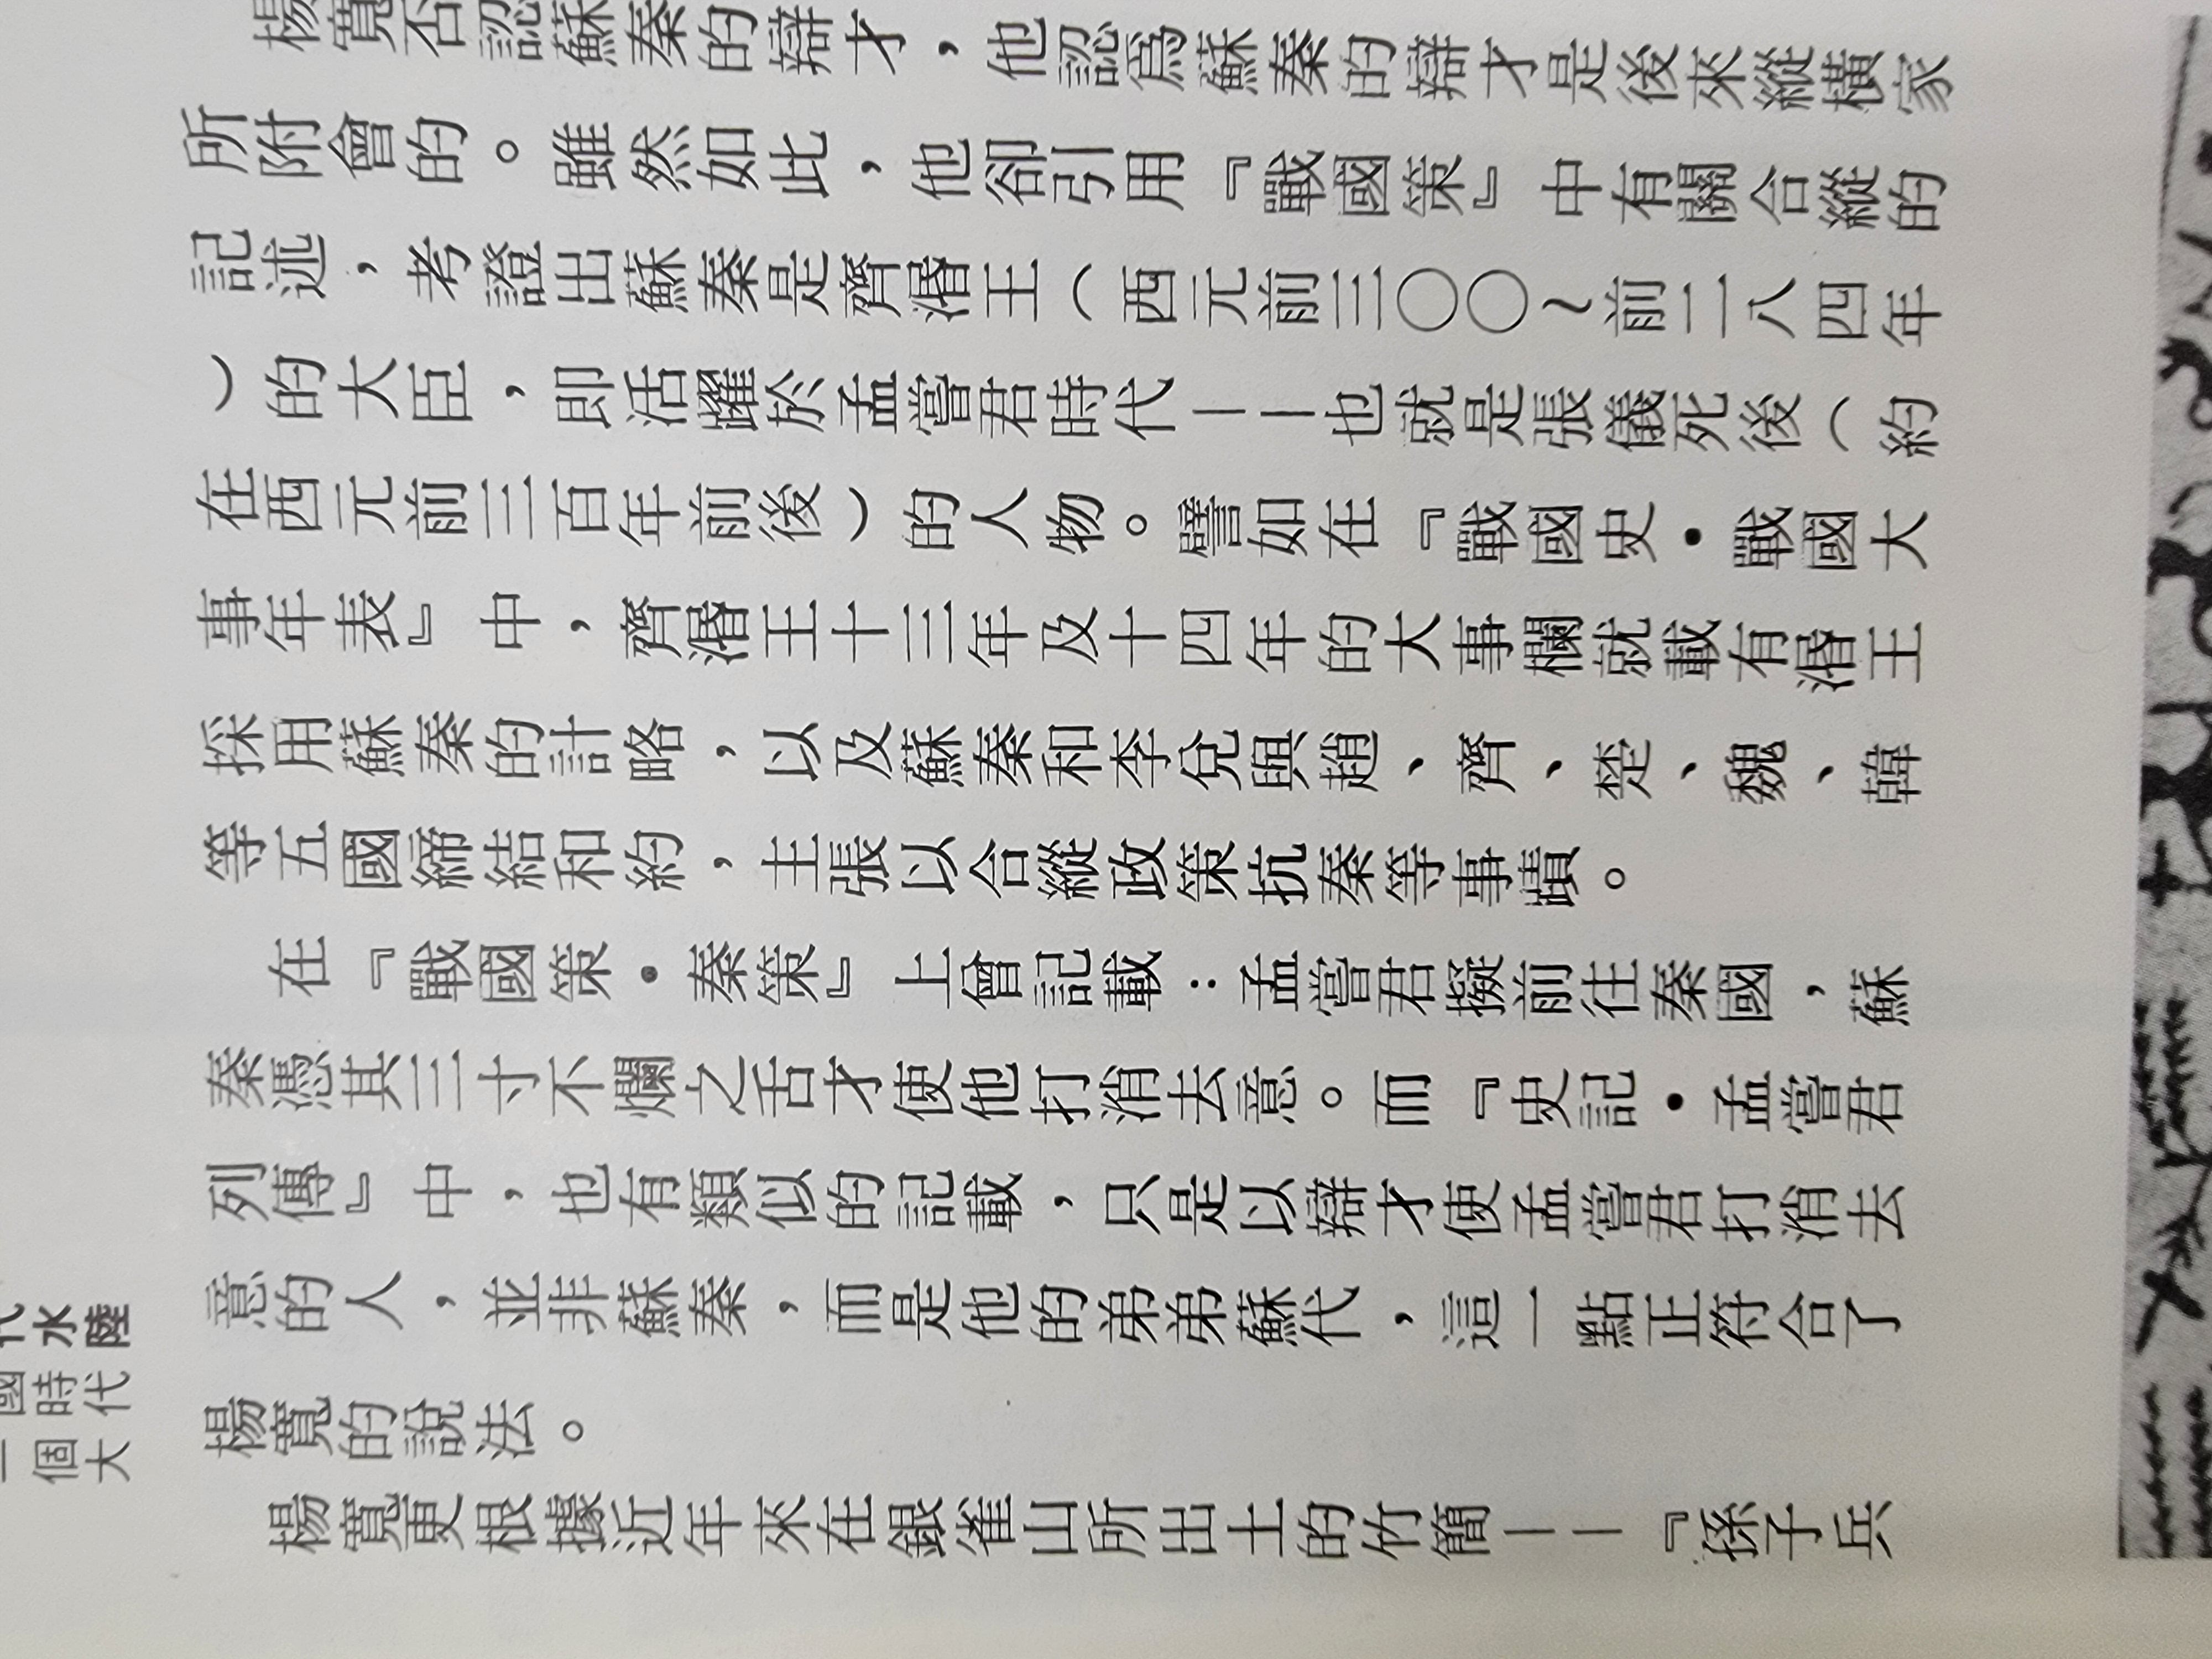 水陸
國時代
一個大
楊寬否認蘇秦的辯才，他認爲蘇秦的辯才是後來縱橫家
所附會的。雖然如此，他卻引用『戰國策』中有關合縱的
記述，考證出蘇秦是齊湣王（西元前三〇〇～前二八四年
）的大臣，即活躍於孟嘗君時代——也就是張儀死後（約
在西元前三百年前後）的人物。譬如在『戰國史・戰國大
事年表』中，齊湣王十三年及十四年的大事欄就載有湣王
採用蘇秦的計略，以及蘇秦和李兌與趙、齊、楚、魏、韓
等五國締結和約，主張以合縱政策抗秦等事蹟。
在『戰國策・秦策』上曾記載：孟嘗君擬前往秦國，蘇
秦憑其三寸不爛之舌才使他打消去意。而『史記・孟嘗君
列傳』中，也有類似的記載，只是以辯才使孟嘗君打消去
意的人，並非蘇秦，而是他的弟弟蘇代，這一點正符合了
楊寬的說法。
楊寬更根據近年來在銀雀山所出土的竹簡——『孫子兵